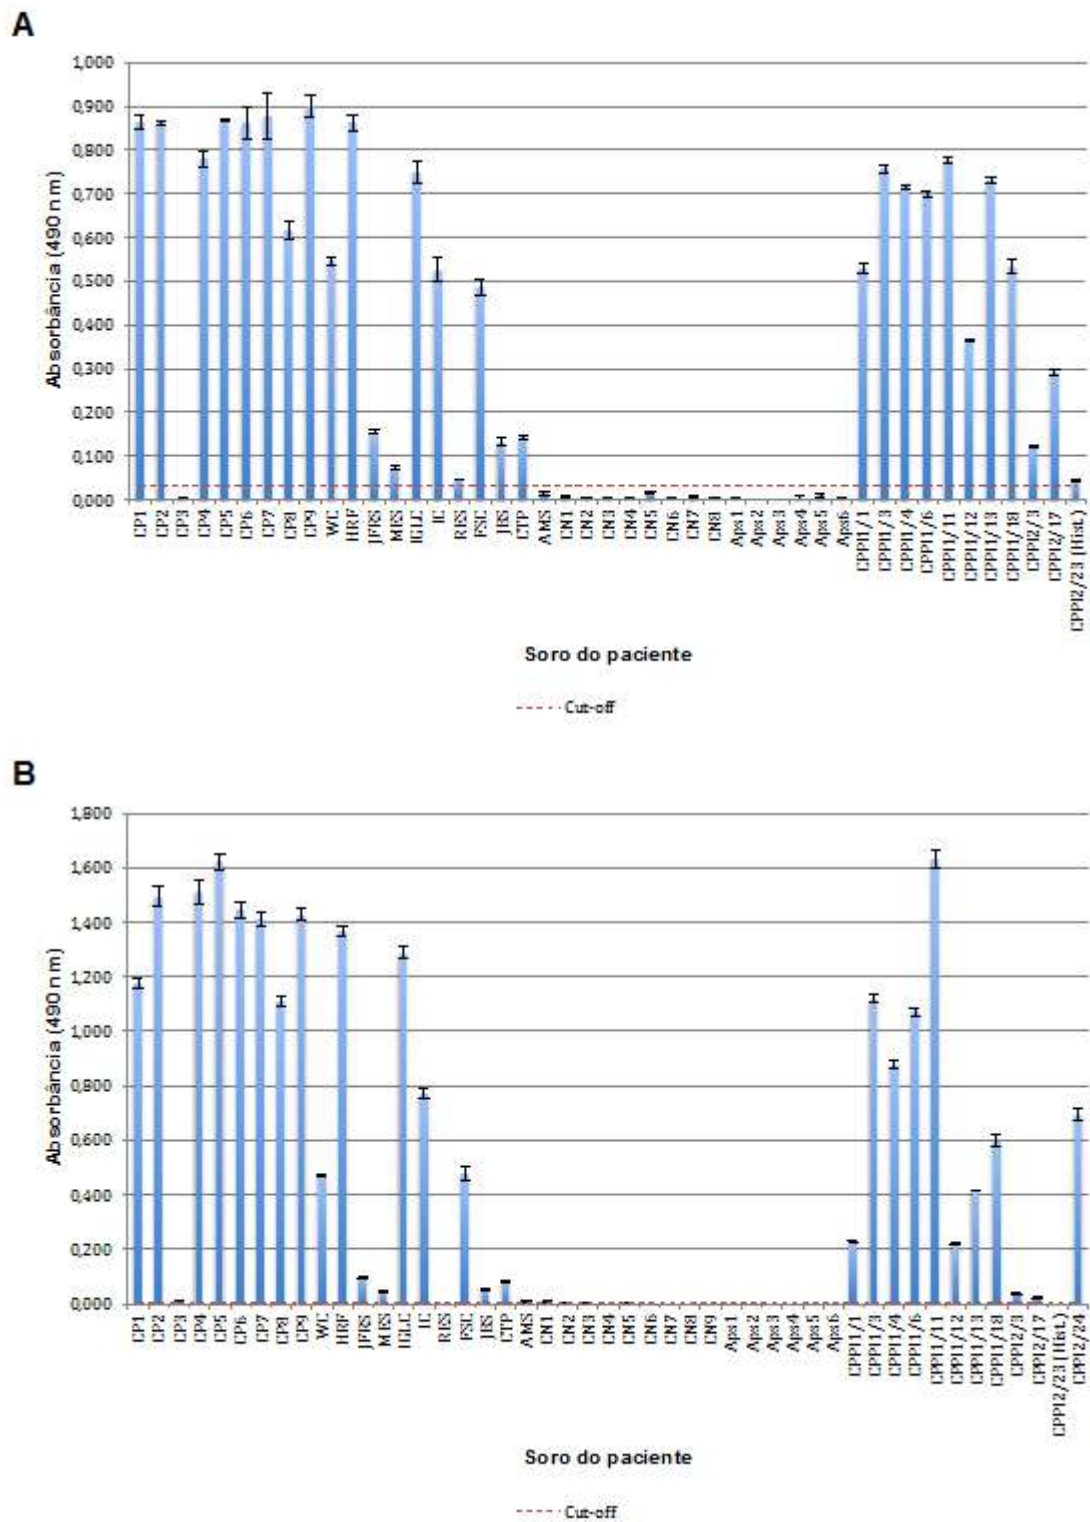 A
1,000
0,900
0,800
0,700
0,600
0,500
0,400
0,300
0,200
0,100
0,000
Absorbância (490 nm)
CP1 CP2 CP3 CP4 CP5 CP6 CP7 CP8 CP9 WC HRF JFRS MES IGLC IC RES FSC JBS CTP AMS CN1 CN2 CN3 CN4 CN5 CN6 CN7 CN8 Aps1 Aps2 Aps3 Aps4 Aps5 Aps6 CPPI1/1 CPPI1/3 CPPI1/4 CPPI1/6 CPPI1/11 CPPI1/12 CPPI1/13 CPPI1/18 CPPI2/3 CPPI2/17 CPPI2/23 (Hist.)
Soro do paciente
Cut-off
B
1,800
1,600
1,400
1,200
1,000
0,800
0,600
0,400
0,200
0,000
Absorbância (490 nm)
CP1 CP2 CP3 CP4 CP5 CP6 CP7 CP8 CP9 WC HRF JFRS MES IGLC IC RES FSC JBS CTP AMS CN1 CN2 CN3 CN4 CN5 CN6 CN7 CN8 CN9 Aps1 Aps2 Aps3 Aps4 Aps5 Aps6 CPPI1/1 CPPI1/3 CPPI1/4 CPPI1/6 CPPI1/11 CPPI1/12 CPPI1/13 CPPI1/18 CPPI2/3 CPPI2/17 CPPI2/23 (Hist.) CPPI2/24
Soro do paciente
Cut-off